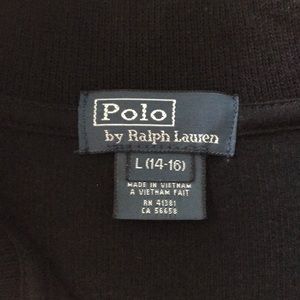 Polo
by Ralph Lauren
L (14-16)
MADE IN VIETNAM
A VIETNAM FAIT
RN 41381
CA 56658